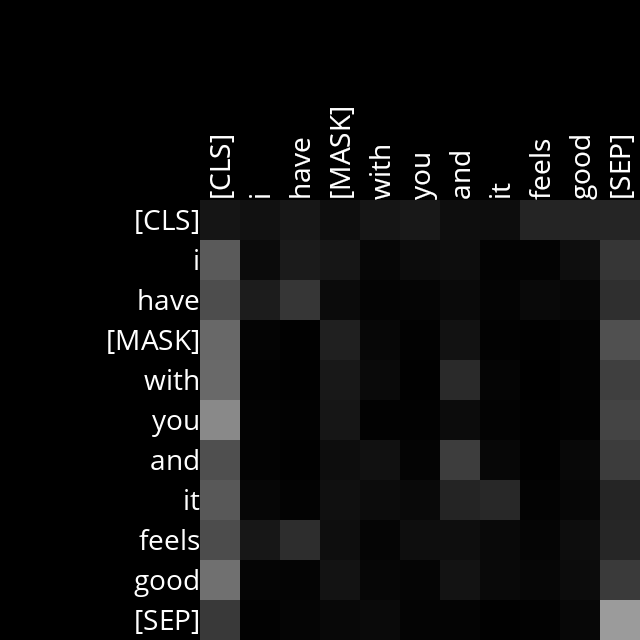 [CLS] i have [MASK] with you and it feels good [SEP]
[CLS]
i
have
[MASK]
with
you
and
it
feels
good
[SEP]